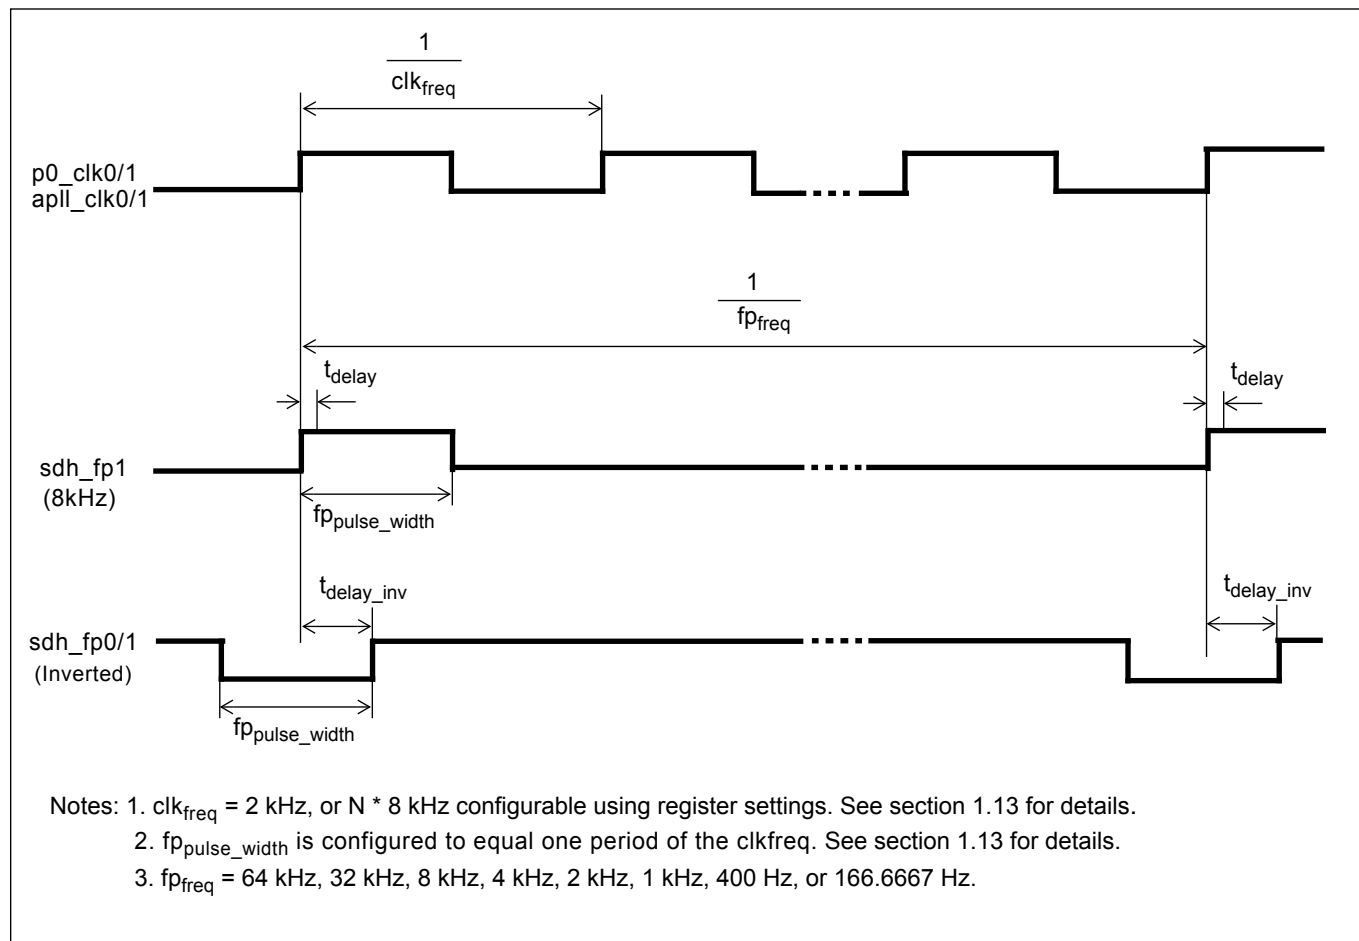 1
clkfreq
p0_clk0/1
apll_clk0/1
1
fpfreq
tdelay
tdelay
sdh_fp1
(8kHz)
fppulse_width
tdelay_inv
tdelay_inv
sdh_fp0/1
(Inverted)
fppulse_width
Notes: 1. clkfreq = 2 kHz, or N * 8 kHz configurable using register settings. See section 1.13 for details.
2. fppulse_width is configured to equal one period of the clkfreq. See section 1.13 for details.
3. fpfreq = 64 kHz, 32 kHz, 8 kHz, 4 kHz, 2 kHz, 1 kHz, 400 Hz, or 166.6667 Hz.